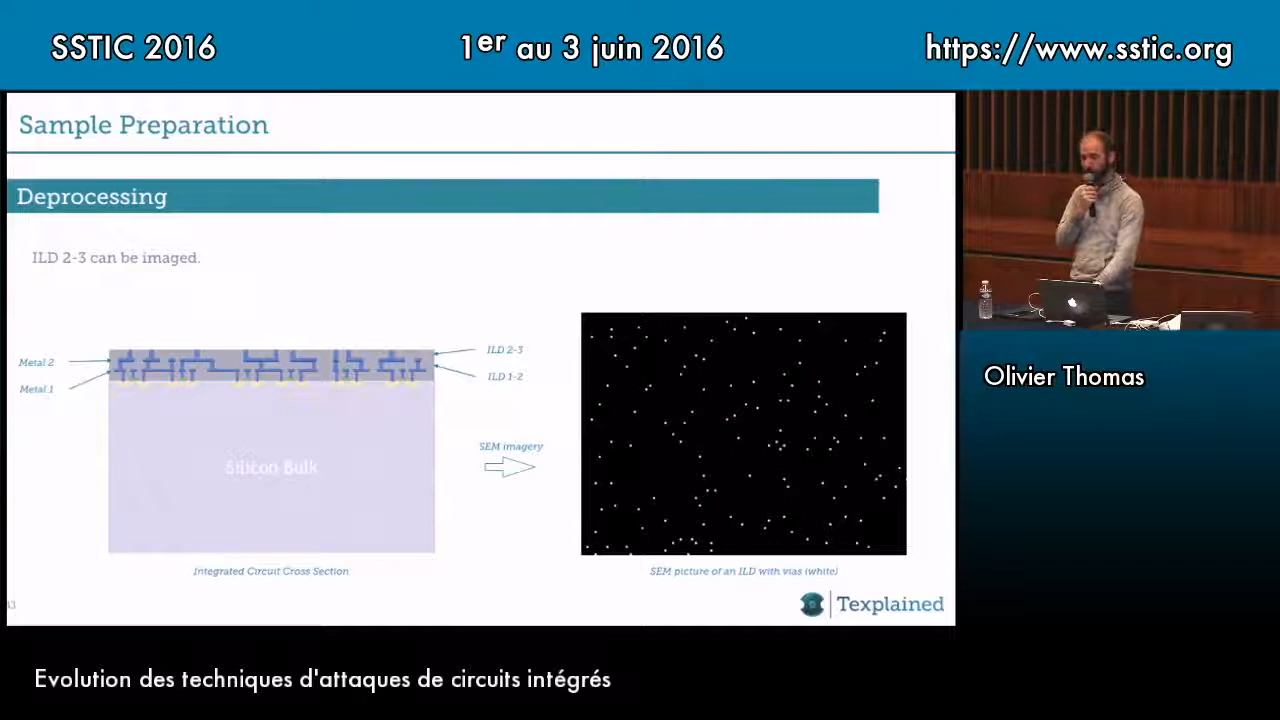 SSTIC 2016
1er au 3 juin 2016
https://www.sstic.org
Sample Preparation
Deprocessing
ILD 2-3 can be imaged.
Metal 2
Metal 1
ILD 2-3
ILD 1-2
Silicon Bulk
SEM imagery
Integrated Circuit Cross Section
SEM picture of an ILD with vias (white)
Texplained
Olivier Thomas
Evolution des techniques d'attaques de circuits intégrés